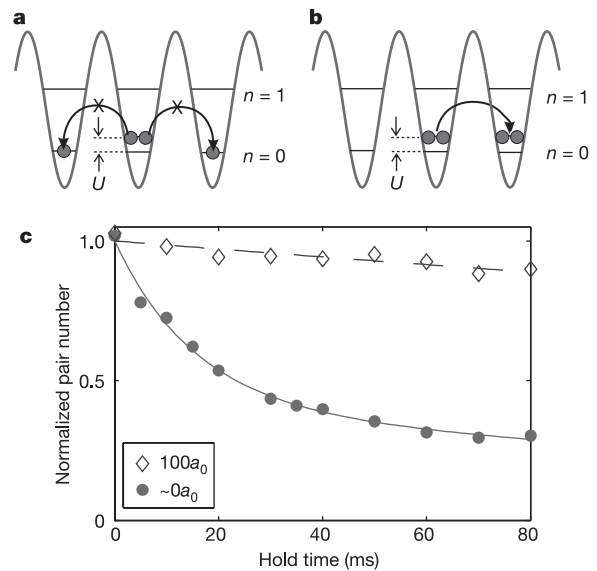 a
b
n = 1
n = 0
U
n = 1
n = 0
U
c
Normalized pair number
1.0
0.5
0
100a₀
~0a₀
0
20
40
60
80
Hold time (ms)